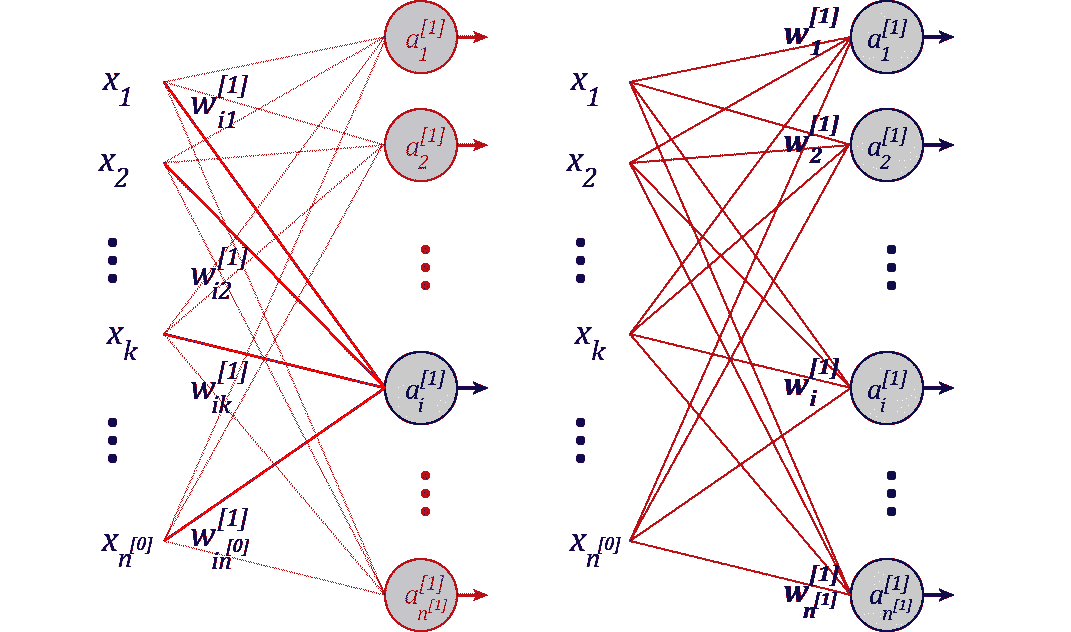 a_1^{[1]}
x_1
w_{i1}^{[1]}
x_2
a_2^{[1]}
w_{i2}^{[1]}
x_k
w_{ik}^{[1]}
a_i^{[1]}
x_{n^{[0]}}
w_{in^{[0]}}^{[1]}
a_{n^{[1]}}^{[1]}
w_1^{[1]} a_1^{[1]}
x_1
x_2
w_2^{[1]} a_2^{[1]}
x_k
w_i^{[1]} a_i^{[1]}
x_{n^{[0]}}
w_{n^{[1]}}^{[1]} a_{n^{[1]}}^{[1]}